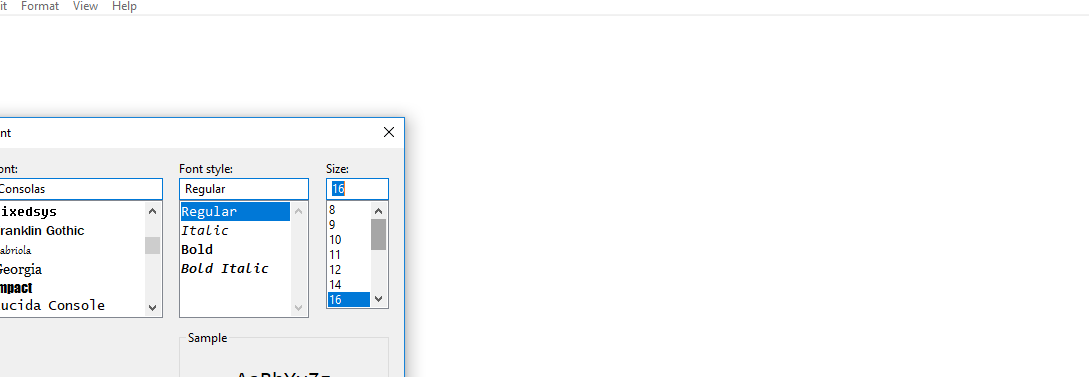 it Format View Help
nt
ont: Font style: Size:
Consolas Regular 16
ixedsys Regular 8
ranklin Gothic Italic 9
abriola Bold 10
Georgia Bold Italic 11
mpact 12
ucida Console 14
16
Sample
AaBbYyZz